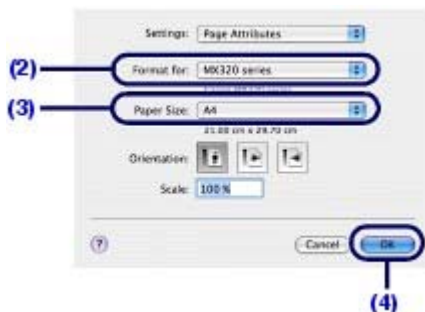 Settings: Page Attributes
(2) Format for: MX320 series
(3) Paper Size: A4
21.00 cm x 29.70 cm
Orientation:
Scale: 100 %
? Cancel OK
(4)